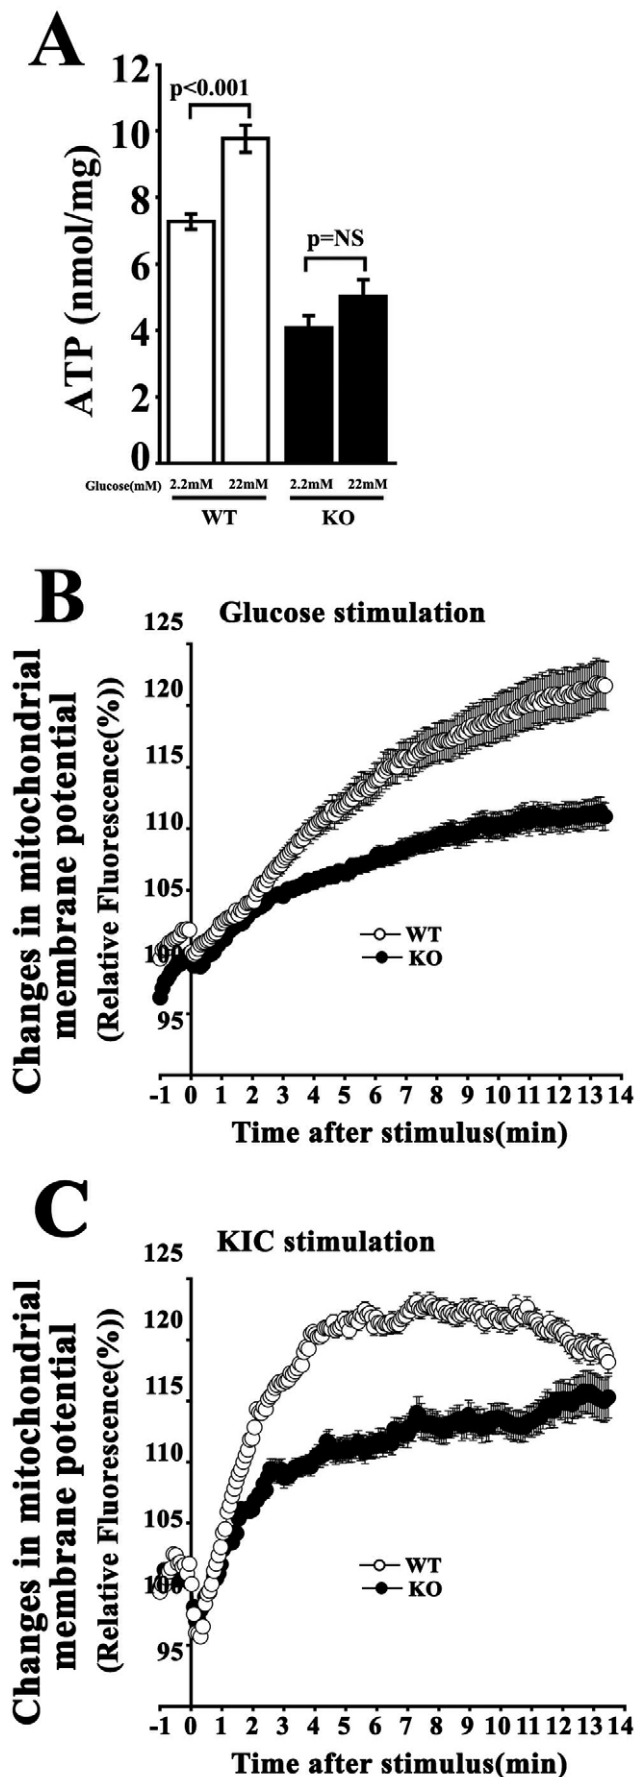 A
12
p<0.001
10
8
p=NS
6
4
2
0
ATP (nmol/mg)
Glucose(mM) 2.2mM 22mM 2.2mM 22mM
WT KO
B
Glucose stimulation
125
120
115
110
105
100
95
Changes in mitochondrial
membrane potential
(Relative Fluorescence(%))
WT
KO
-1 0 1 2 3 4 5 6 7 8 9 10 11 12 13 14
Time after stimulus(min)
C
KIC stimulation
125
120
115
110
105
100
95
Changes in mitochondrial
membrane potential
(Relative Fluorescence(%))
WT
KO
-1 0 1 2 3 4 5 6 7 8 9 10 11 12 13 14
Time after stimulus(min)